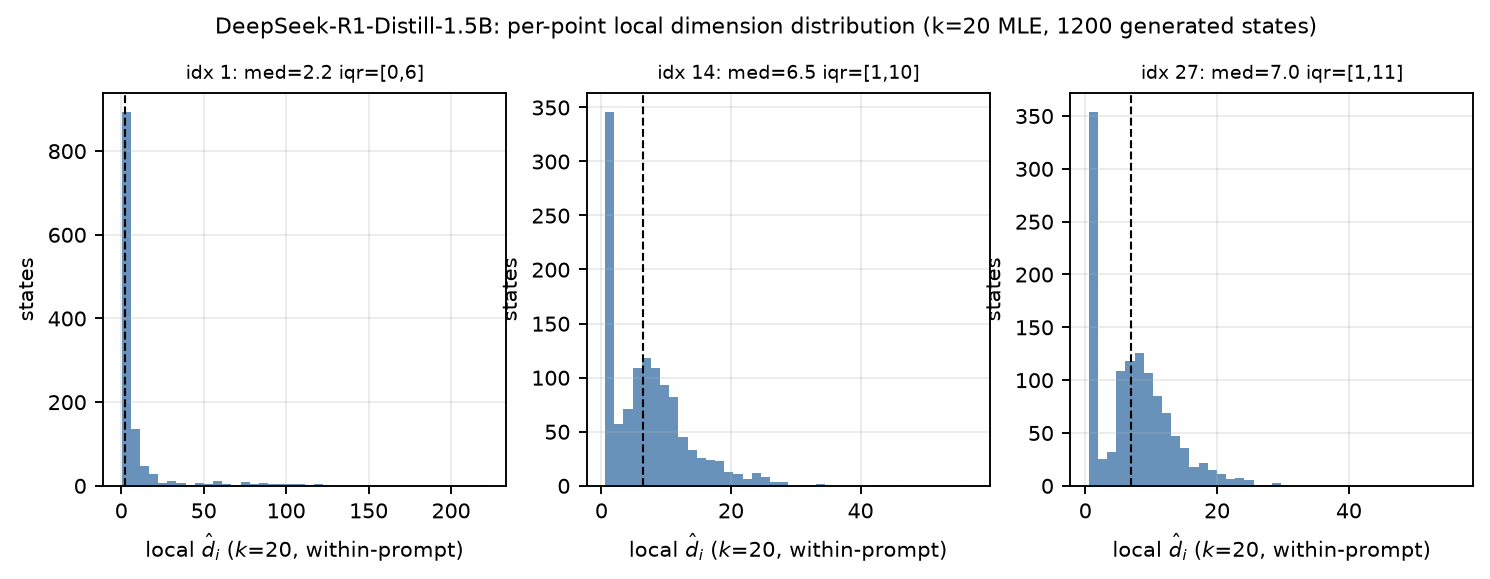 DeepSeek-R1-Distill-1.5B: per-point local dimension distribution (k=20 MLE, 1200 generated states)
idx 1: med=2.2 iqr=[0,6]
800
600
400
200
0
states
0 50 100 150 200
local d̂ᵢ (k=20, within-prompt)
idx 14: med=6.5 iqr=[1,10]
350
300
250
200
150
100
50
0
states
0 20 40
local d̂ᵢ (k=20, within-prompt)
idx 27: med=7.0 iqr=[1,11]
350
300
250
200
150
100
50
0
states
0 20 40
local d̂ᵢ (k=20, within-prompt)